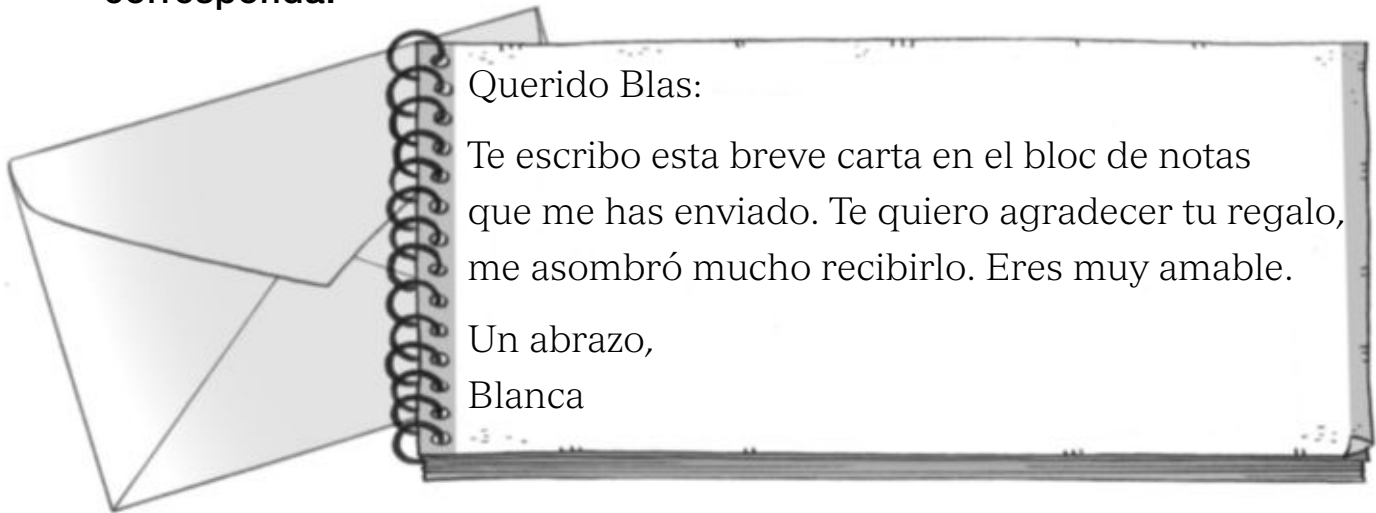 Querido Blas:
Te escribo esta breve carta en el bloc de notas
que me has enviado. Te quiero agradecer tu regalo,
me asombró mucho recibirlo. Eres muy amable.
Un abrazo,
Blanca